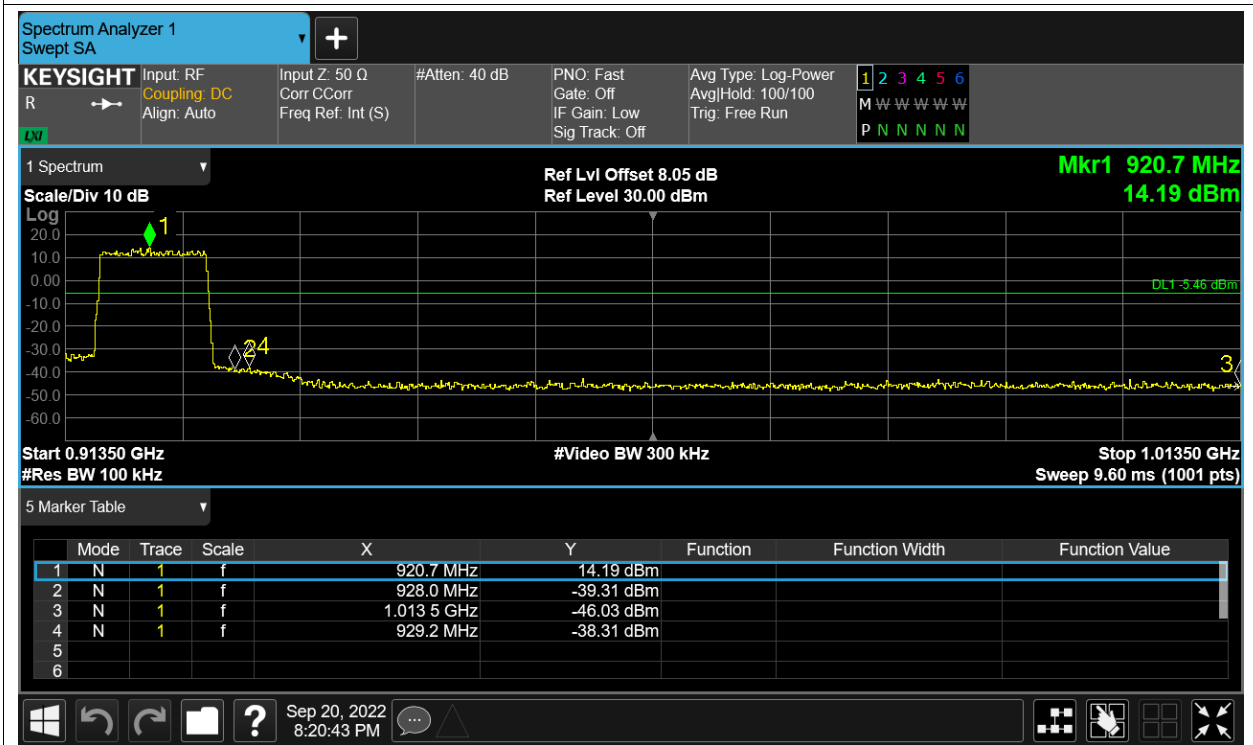 Spectrum Analyzer 1
Swept SA
KEYSIGHT Input: RF Input Z: 50 Ω #Atten: 40 dB PNO: Fast Avg Type: Log-Power 1 2 3 4 5 6
R Coupling: DC Corr CCorr Gate: Off Avg|Hold: 100/100 M W W W W W
Align: Auto Freq Ref: Int (S) IF Gain: Low Trig: Free Run
LXI Sig Track: Off P N N N N N
1 Spectrum Ref Lvl Offset 8.05 dB Mkr1 920.7 MHz
Scale/Div 10 dB Ref Level 30.00 dBm 14.19 dBm
Log
1
20.0
10.0
0.00
DL1 -5.46 dBm
-10.0
-20.0
-30.0 2 4
3
-40.0
-50.0
-60.0
Start 0.91350 GHz #Video BW 300 kHz Stop 1.01350 GHz
#Res BW 100 kHz Sweep 9.60 ms (1001 pts)
5 Marker Table
Mode Trace Scale X Y Function Function Width Function Value
1 N 1 f 920.7 MHz 14.19 dBm
2 N 1 f 928.0 MHz -39.31 dBm
3 N 1 f 1.013 5 GHz -46.03 dBm
4 N 1 f 929.2 MHz -38.31 dBm
5
6
? Sep 20, 2022
8:20:43 PM